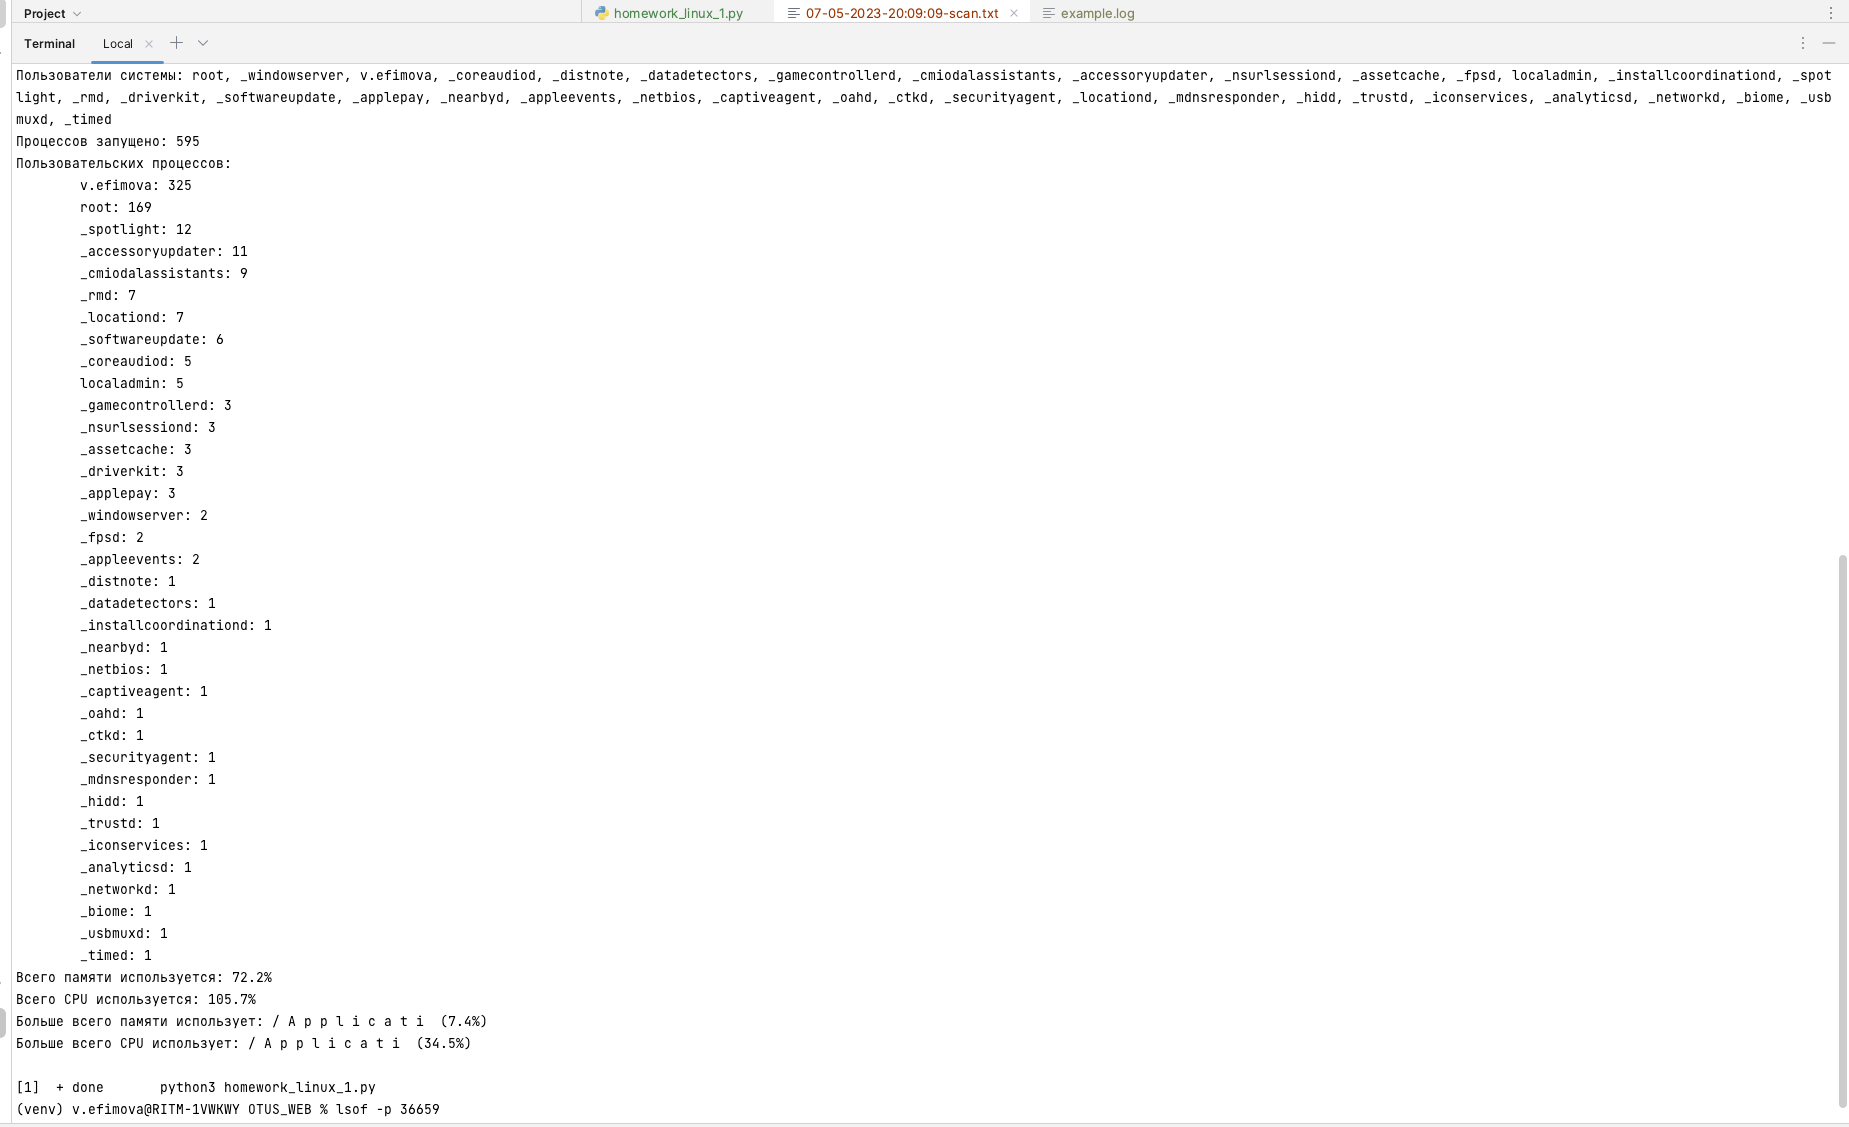 Project
homework_linux_1.py
07-05-2023-20:09:09-scan.txt
example.log
Terminal
Local
Пользователи системы: root, _windowserver, v.efimova, _coreaudiod, _distnote, _datadetectors, _gamecontrollerd, _cmiodalassistants, _accessoryupdater, _nsurlsessiond, _assetcache, _fpsd, localadmin, _installcoordinationd, _spot
light, _rmd, _driverkit, _softwareupdate, _applepay, _nearbyd, _appleevents, _netbios, _captiveagent, _oahd, _ctkd, _securityagent, _locationd, _mdnsresponder, _hidd, _trustd, _iconservices, _analyticsd, _networkd, _biome, _usb
muxd, _timed
Процессов запущено: 595
Пользовательских процессов:
v.efimova: 325
root: 169
_spotlight: 12
_accessoryupdater: 11
_cmiodalassistants: 9
_rmd: 7
_locationd: 7
_softwareupdate: 6
_coreaudiod: 5
localadmin: 5
_gamecontrollerd: 3
_nsurlsessiond: 3
_assetcache: 3
_driverkit: 3
_applepay: 3
_windowserver: 2
_fpsd: 2
_appleevents: 2
_distnote: 1
_datadetectors: 1
_installcoordinationd: 1
_nearbyd: 1
_netbios: 1
_captiveagent: 1
_oahd: 1
_ctkd: 1
_securityagent: 1
_mdnsresponder: 1
_hidd: 1
_trustd: 1
_iconservices: 1
_analyticsd: 1
_networkd: 1
_biome: 1
_usbmuxd: 1
_timed: 1
Всего памяти используется: 72.2%
Всего CPU используется: 105.7%
Больше всего памяти использует: / A p p l i c a t i  (7.4%)
Больше всего CPU использует: / A p p l i c a t i  (34.5%)
[1]  + done       python3 homework_linux_1.py
(venv) v.efimova@RITM-1VWKWY OTUS_WEB % lsof -p 36659